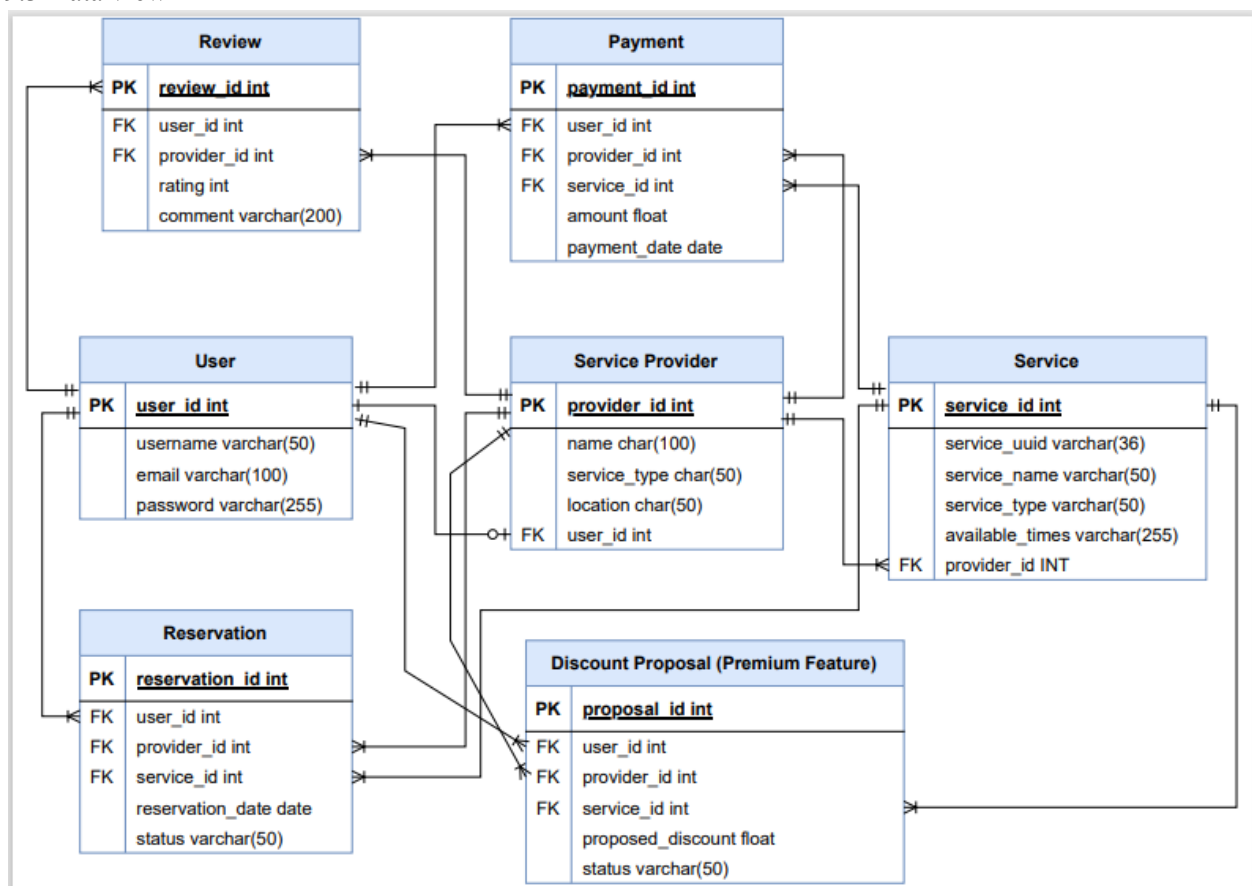 Review
PK review_id int
FK user_id int
FK provider_id int
rating int
comment varchar(200)
Payment
PK payment_id int
FK user_id int
FK provider_id int
FK service_id int
amount float
payment_date date
User
PK user_id int
username varchar(50)
email varchar(100)
password varchar(255)
Service Provider
PK provider_id int
name char(100)
service_type char(50)
location char(50)
FK user_id int
Service
PK service_id int
service_uuid varchar(36)
service_name varchar(50)
service_type varchar(50)
available_times varchar(255)
FK provider_id INT
Reservation
PK reservation_id int
FK user_id int
FK provider_id int
FK service_id int
reservation_date date
status varchar(50)
Discount Proposal (Premium Feature)
PK proposal_id int
FK user_id int
FK provider_id int
FK service_id int
proposed_discount float
status varchar(50)